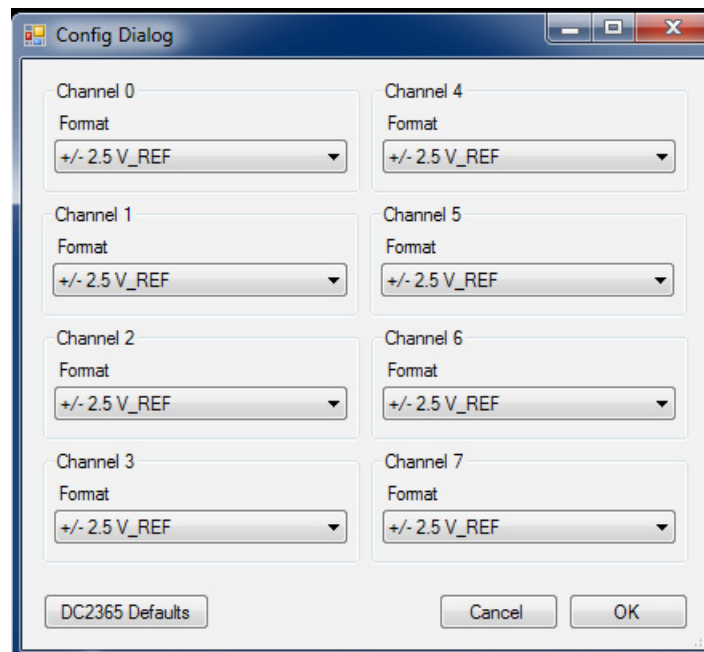 Config Dialog
Channel 0
Format
+/- 2.5 V_REF
Channel 4
Format
+/- 2.5 V_REF
Channel 1
Format
+/- 2.5 V_REF
Channel 5
Format
+/- 2.5 V_REF
Channel 2
Format
+/- 2.5 V_REF
Channel 6
Format
+/- 2.5 V_REF
Channel 3
Format
+/- 2.5 V_REF
Channel 7
Format
+/- 2.5 V_REF
DC2365 Defaults
Cancel
OK